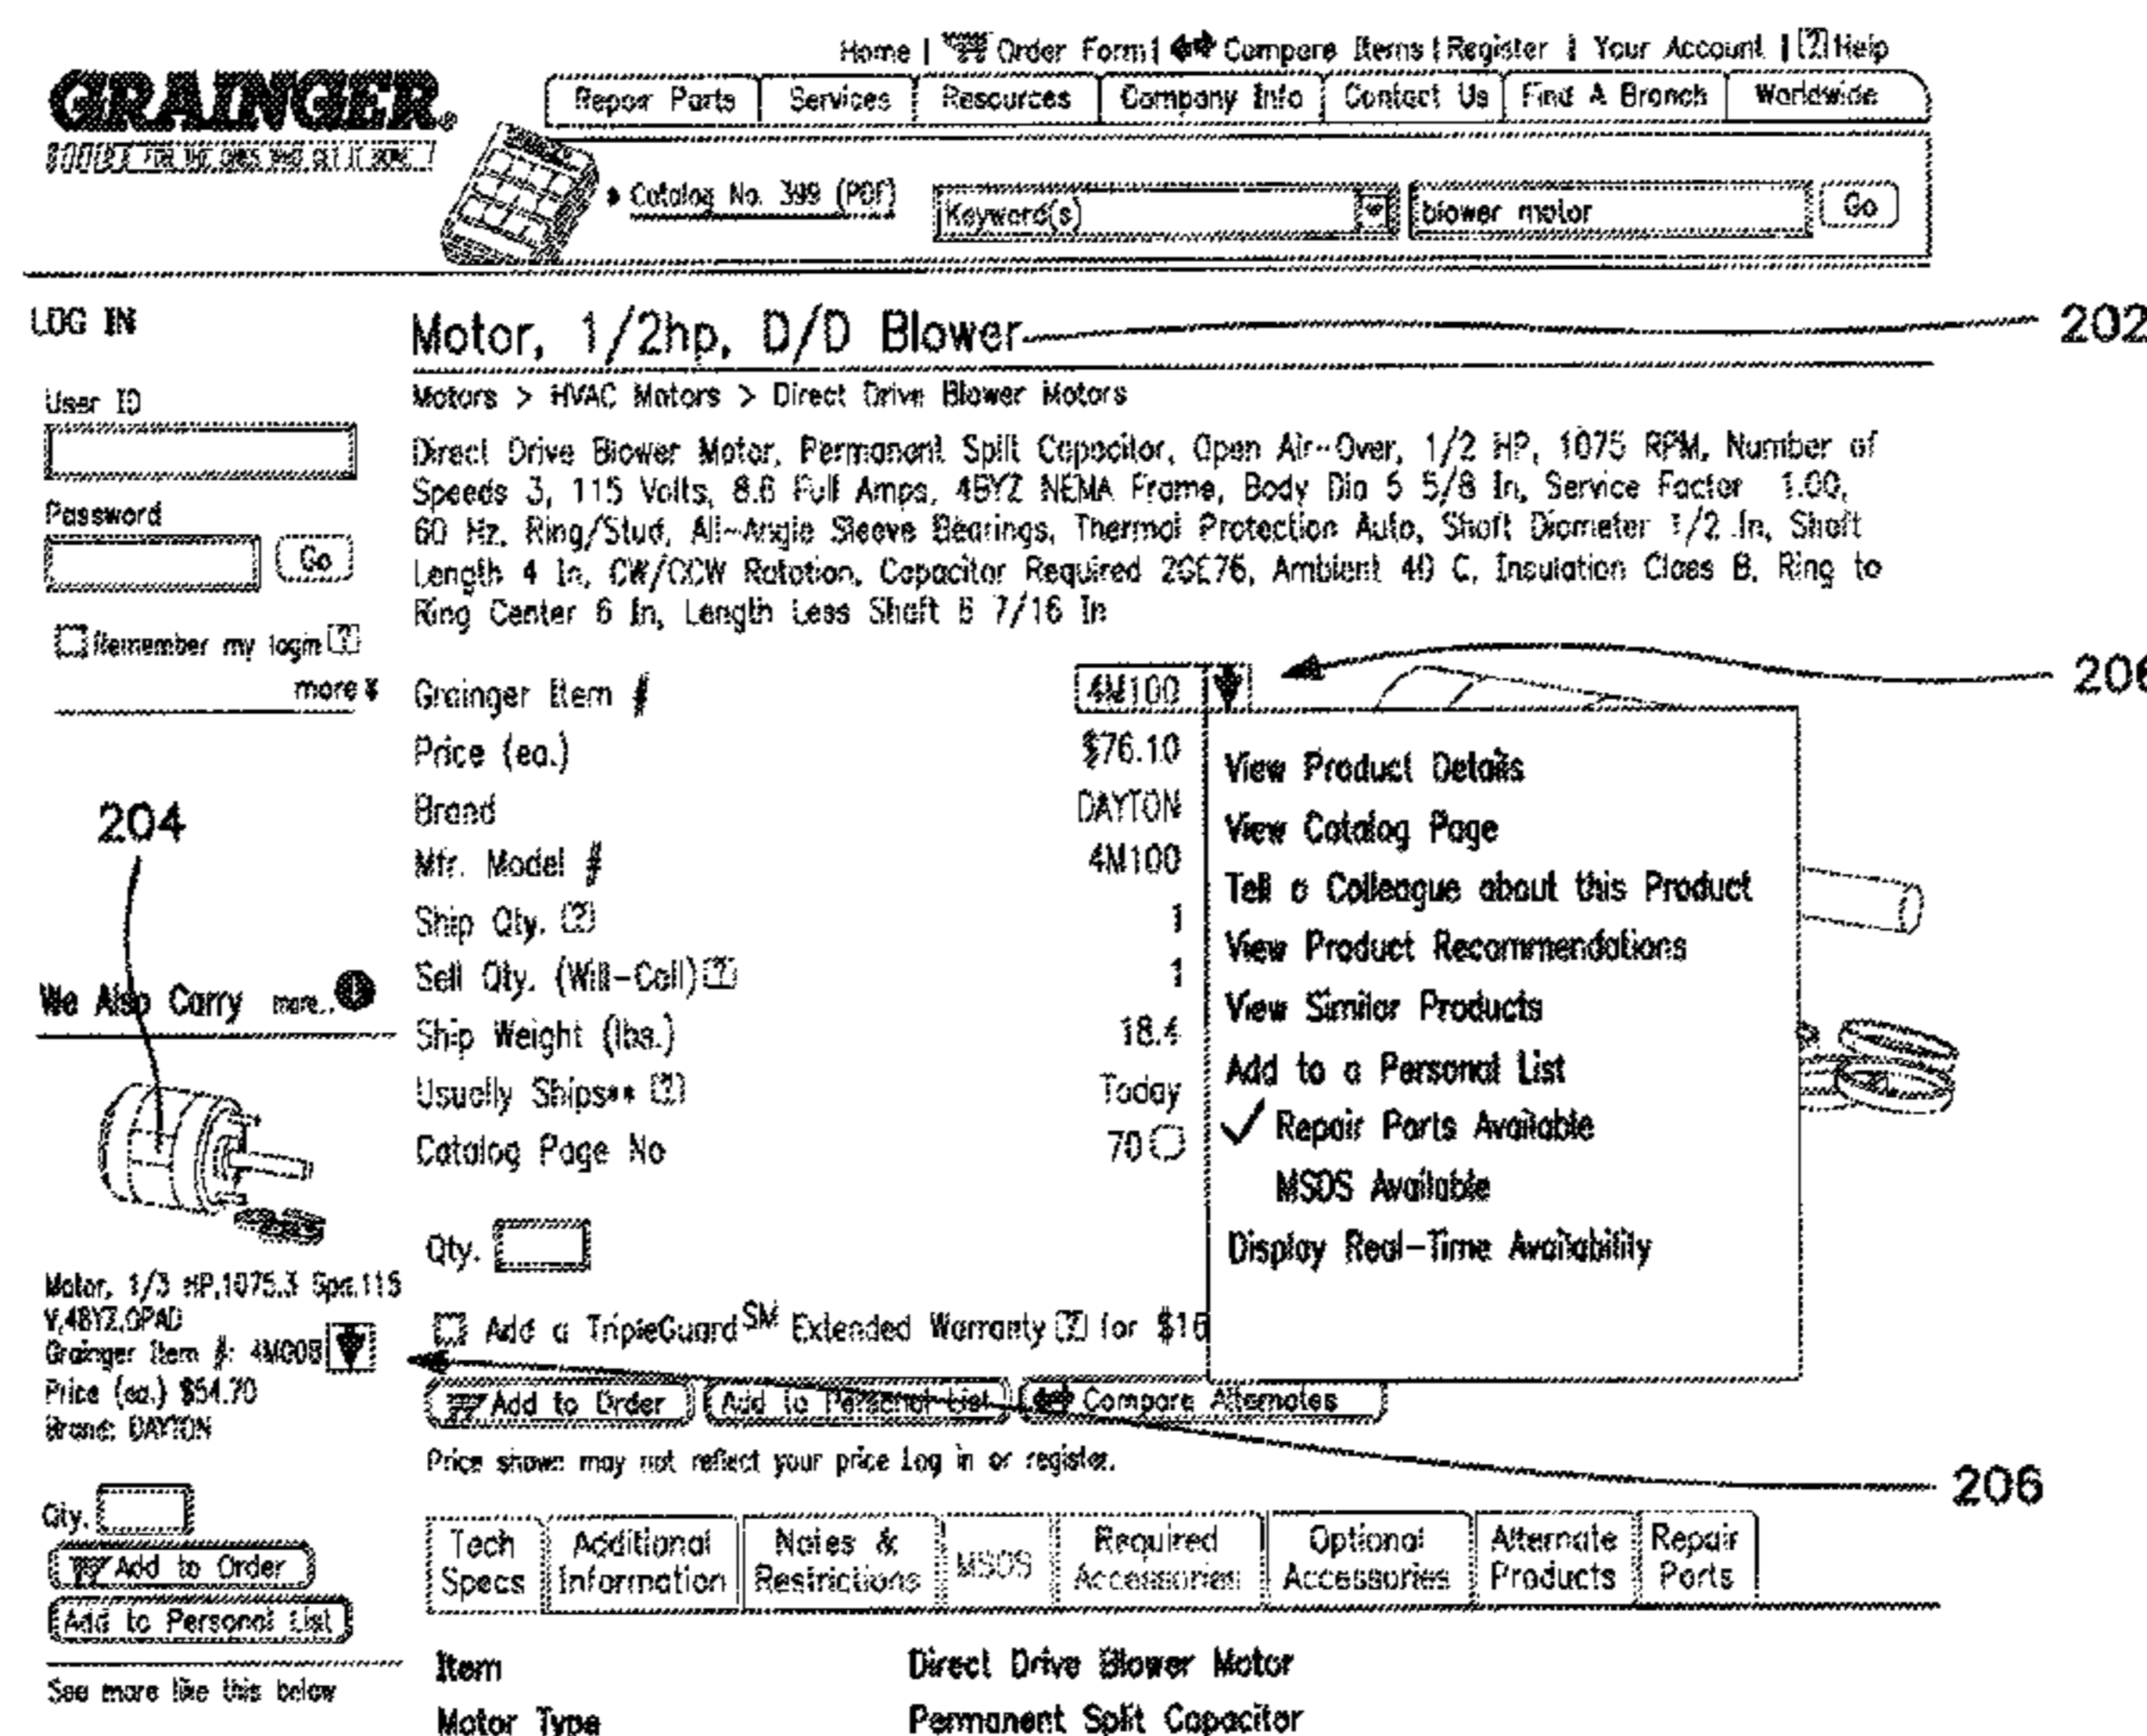 Home | Order Form | Compare Items | Register | Your Account | [?] Help
GRAINGER®
FOR THE ONES WHO GET IT DONE
Repair Parts Services Resources Company Info Contact Us Find A Branch Worldwide
Catalog No. 399 (PDF) Keyword(s) blower motor Go
LOG IN
Motor, 1/2hp, D/D Blower 202
User ID
Motors > HVAC Motors > Direct Drive Blower Motors
Direct Drive Blower Motor, Permanent Split Capacitor, Open Air-Over, 1/2 HP, 1075 RPM, Number of
Speeds 3, 115 Volts, 8.6 Full Amps, 48YZ NEMA Frame, Body Dia 5 5/8 In, Service Factor 1.00,
Password
60 Hz, Ring/Stud, All-Angle Sleeve Bearings, Thermal Protection Auto, Shaft Diameter 1/2 In, Shaft
Go
Length 4 In, CW/CCW Rotation, Capacitor Required 2GE76, Ambient 40 C, Insulation Class B, Ring to
Ring Center 6 In, Length Less Shaft 7/16 In
Remember my login [?]
more
Grainger Item # 4M100
206
Price (ea.) $76.10
Brand DAYTON
Mfr. Model # 4M100
Ship Qty. [?] 1
Sell Qty. (Will-Call) [?] 1
Ship Weight (lbs.) 18.4
Usually Ships** [?] Today
Catalog Page No 70
View Product Details
View Catalog Page
Tell a Colleague about this Product
View Product Recommendations
View Similar Products
Add to a Personal List
✓ Repair Parts Available
MSDS Available
Display Real-Time Availability
204
We Also Carry more..
Motor, 1/3 HP,1075,3 Spd,115
V,48YZ,OPAO
Grainger Item #: 4M098
Price (ea.) $54.70
Brand: DAYTON
Qty.
Add to Order
Add to Personal List
See more like this below
Qty.
Add a TripleGuard SM Extended Warranty [?] for $16
Add to Order Add to Personal List Compare Alternates
Price shown may not reflect your price Log in or register.
206
Tech Specs
Additional Information
Notes & Restrictions
MSDS
Required Accessories
Optional Accessories
Alternate Products
Repair Parts
Item Direct Drive Blower Motor
Motor Type Permanent Split Capacitor